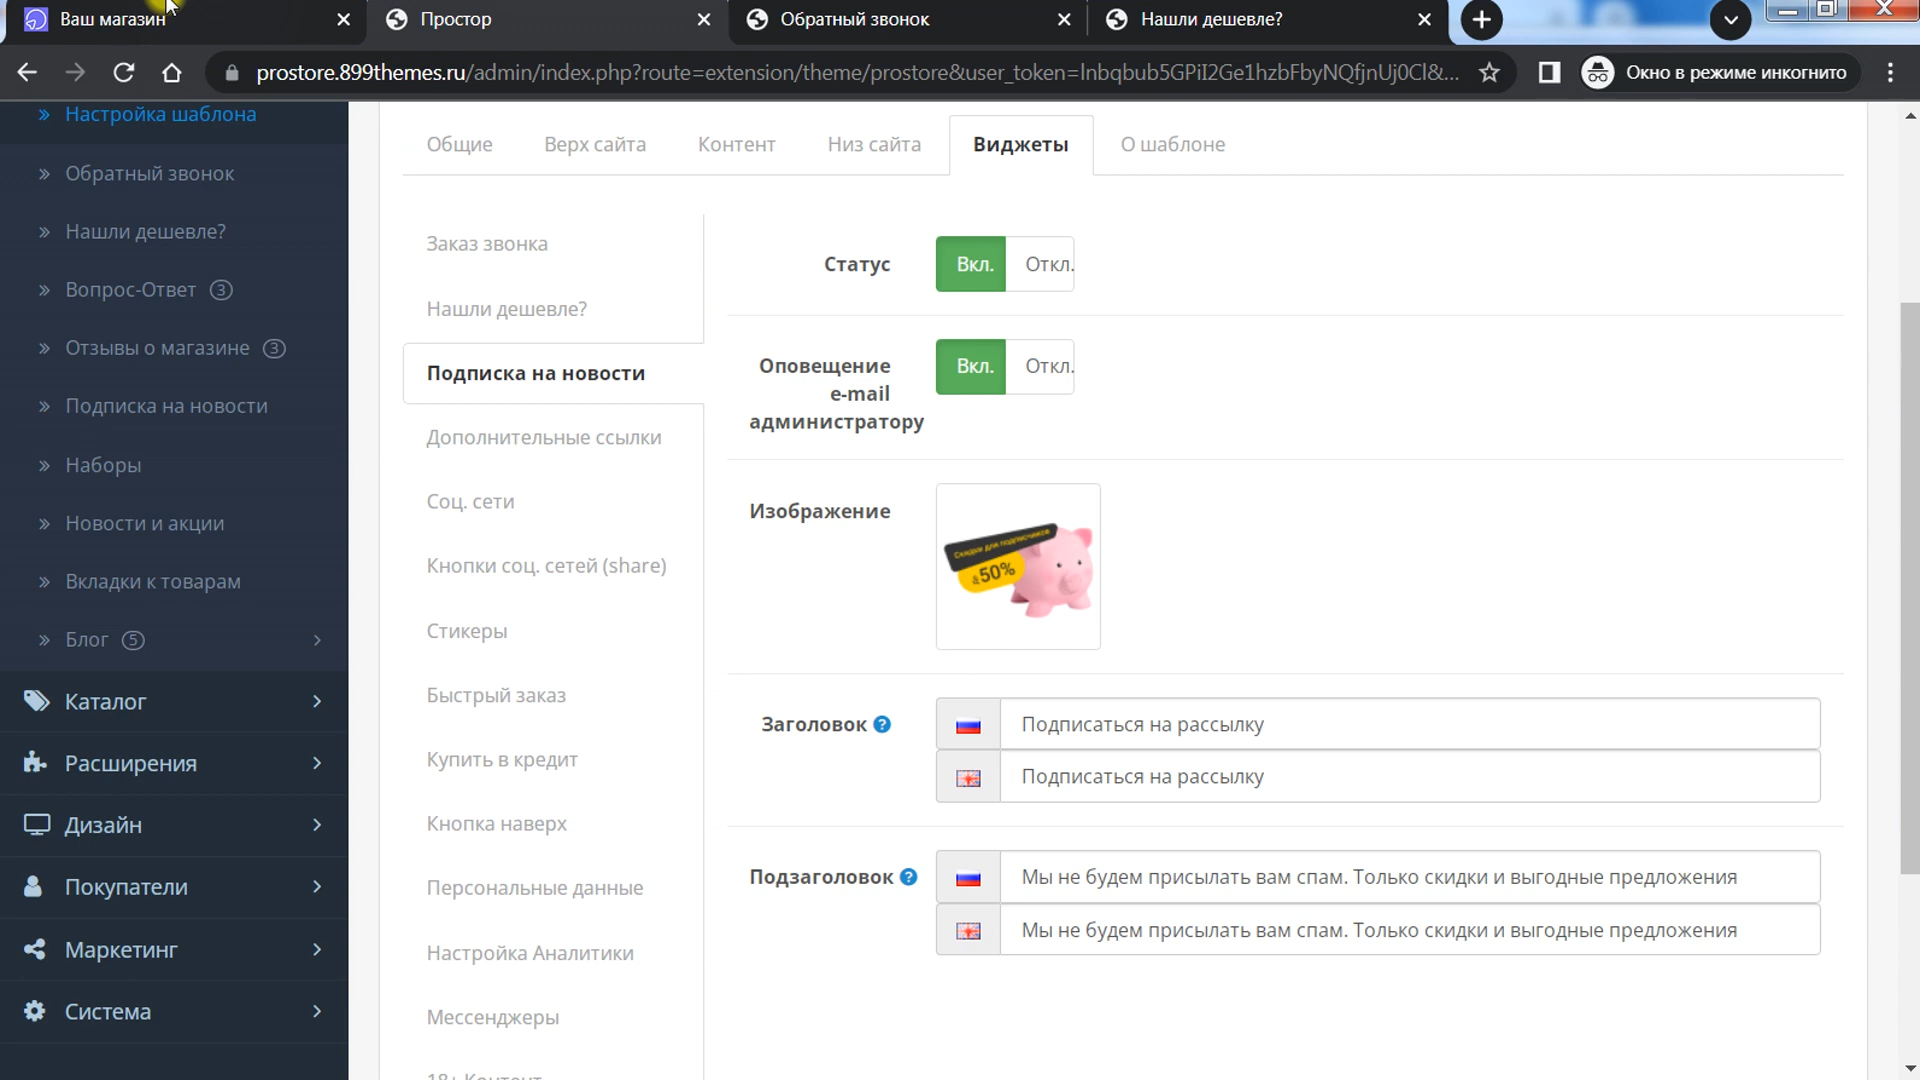 Ваш магазин
Простор
Обратный звонок
Нашли дешевле?
prostore.899themes.ru/admin/index.php?route=extension/theme/prostore&user_token=lnbqbub5GPiI2Ge1hzbFbyNQfjnUj0Cl&...
Окно в режиме инкогнито
Настройка шаблона
Обратный звонок
Нашли дешевле?
Вопрос-Ответ 3
Отзывы о магазине 3
Подписка на новости
Наборы
Новости и акции
Вкладки к товарам
Блог 5
Каталог
Расширения
Дизайн
Покупатели
Маркетинг
Система
Общие
Верх сайта
Контент
Низ сайта
Виджеты
О шаблоне
Заказ звонка
Нашли дешевле?
Подписка на новости
Дополнительные ссылки
Соц. сети
Кнопки соц. сетей (share)
Стикеры
Быстрый заказ
Купить в кредит
Кнопка наверх
Персональные данные
Настройка Аналитики
Мессенджеры
18+ Контент
Статус
Вкл.
Откл.
Оповещение
e-mail
администратору
Вкл.
Откл.
Изображение
Скидки для подписчиков
до 50%
Заголовок ?
Подписаться на рассылку
Подписаться на рассылку
Подзаголовок ?
Мы не будем присылать вам спам. Только скидки и выгодные предложения
Мы не будем присылать вам спам. Только скидки и выгодные предложения